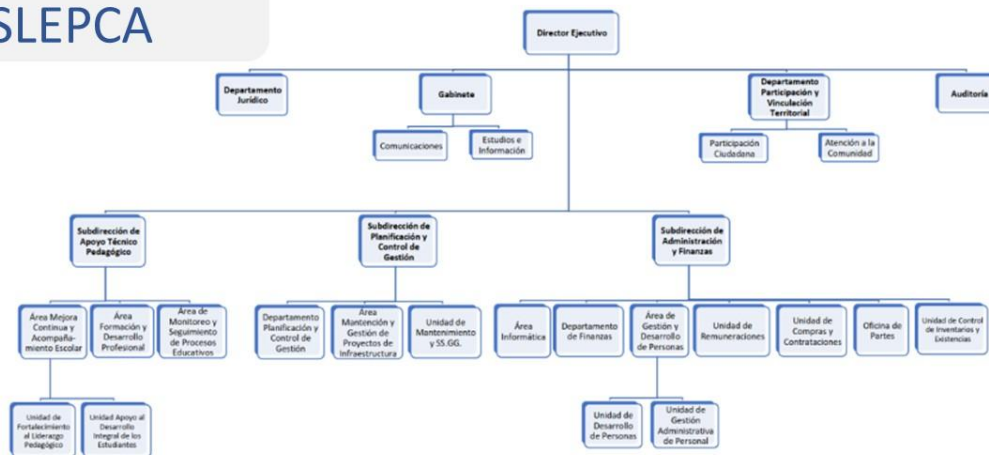 SLEPCA
Director Ejecutivo
Departamento
Jurídico
Gabinete
Departamento
Participación y
Vinculación
Territorial
Auditoría
Comunicaciones
Estudios e
Información
Participación
Ciudadana
Atención a la
Comunidad
Subdirección de
Apoyo Técnico
Pedagógico
Subdirección de
Planificación y
Control de
Gestión
Subdirección de
Administración
y Finanzas
Área Mejora
Continua y
Acompaña-
miento Escolar
Área
Formación y
Desarrollo
Profesional
Área de
Monitoreo y
Seguimiento
de Procesos
Educativos
Departamento
Planificación y
Control de
Gestión
Área
Mantención y
Gestión de
Proyectos de
Infraestructura
Unidad de
Mantenimiento
y SS.GG.
Área
Informática
Departamento
de Finanzas
Área de
Gestión y
Desarrollo
de Personas
Unidad de
Remuneraciones
Unidad de
Compras y
Contrataciones
Oficina de
Partes
Unidad de Control
de Inventarios y
Existencias
Unidad de
Fortalecimiento
al Liderazgo
Pedagógico
Unidad Apoyo al
Desarrollo
Integral de los
Estudiantes
Unidad de
Desarrollo
de Personas
Unidad de
Gestión
Administrativa
de Personal